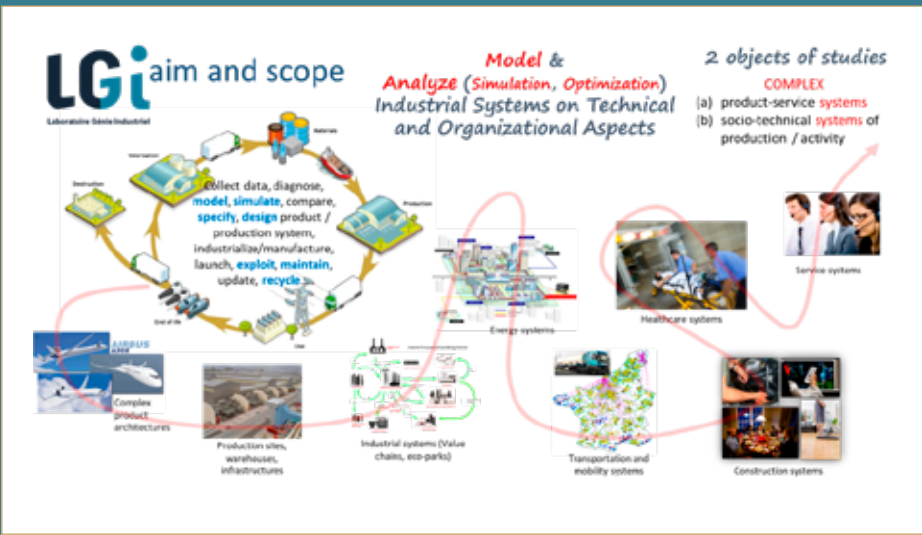 LGi aim and scope
Laboratoire Génie Industriel
Model &
Analyze (Simulation, Optimization)
Industrial Systems on Technical
and Organizational Aspects
2 objects of studies
COMPLEX
(a) product-service systems
(b) socio-technical systems of
production / activity
Materials
Production
User
End of life
Destruction
Collect data, diagnose,
model, simulate, compare,
specify, design product /
production system,
industrialize/manufacture,
launch, exploit, maintain,
update, recycle
AIRBUS
Complex
product
architectures
Production sites,
warehouses,
infrastructures
Industrial systems (Value
chains, eco-parks)
Energy systems
Transportation and
mobility systems
Healthcare systems
Construction systems
Service systems